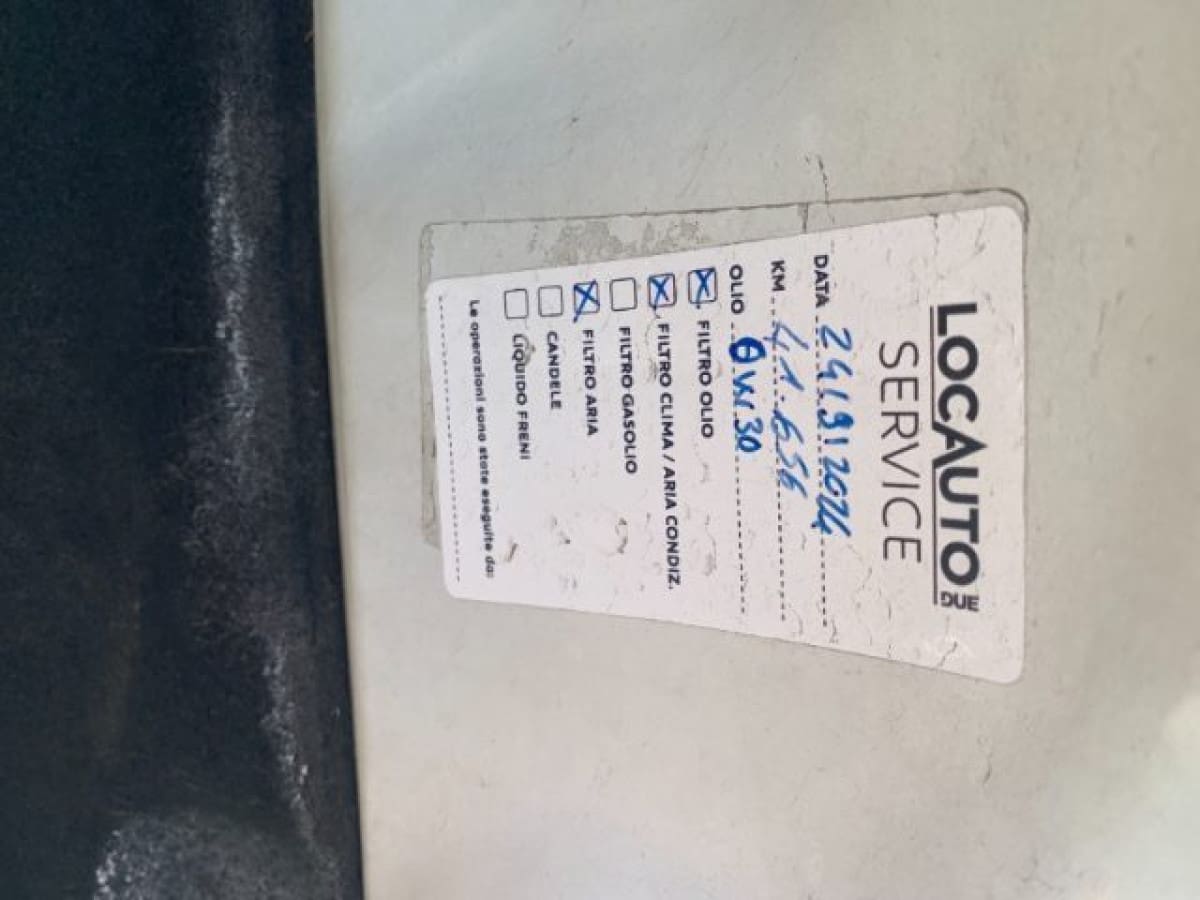 LOCAUTO DUE
SERVICE
DATA 24/9/2024
KM 41.656
OLIO 0W30
☒ FILTRO OLIO
☒ FILTRO CLIMA / ARIA CONDIZ.
☐ FILTRO GASOLIO
☒ FILTRO ARIA
☐ CANDELE
☐ LIQUIDO FRENI
Le operazioni sono state eseguite da: